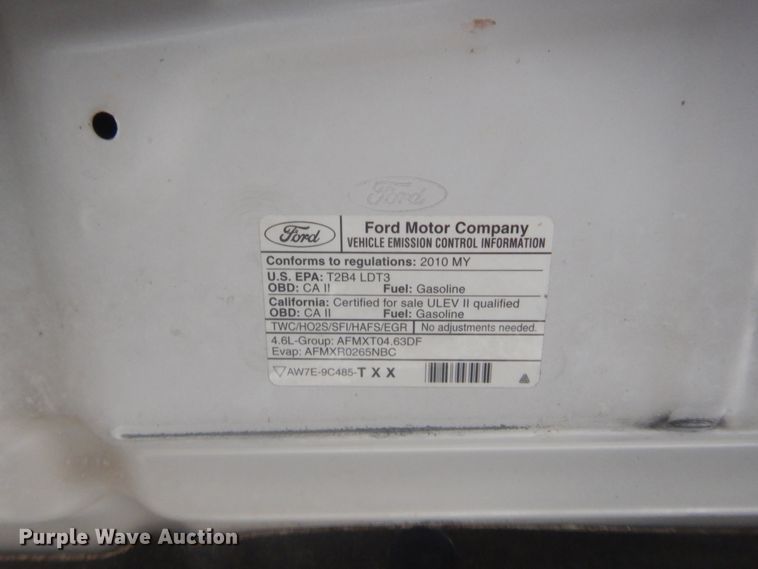 Ford
Ford
Ford Motor Company
VEHICLE EMISSION CONTROL INFORMATION
Conforms to regulations: 2010 MY
U.S. EPA: T2B4 LDT3
OBD: CA II Fuel: Gasoline
California: Certified for sale ULEV II qualified
OBD: CA II Fuel: Gasoline
TWC/HO2S/SFI/HAFS/EGR No adjustments needed.
4.6L-Group: AFMXT04.63DF
Evap: AFMXR0265NBC
AW7E-9C485-TXX
Purple Wave Auction